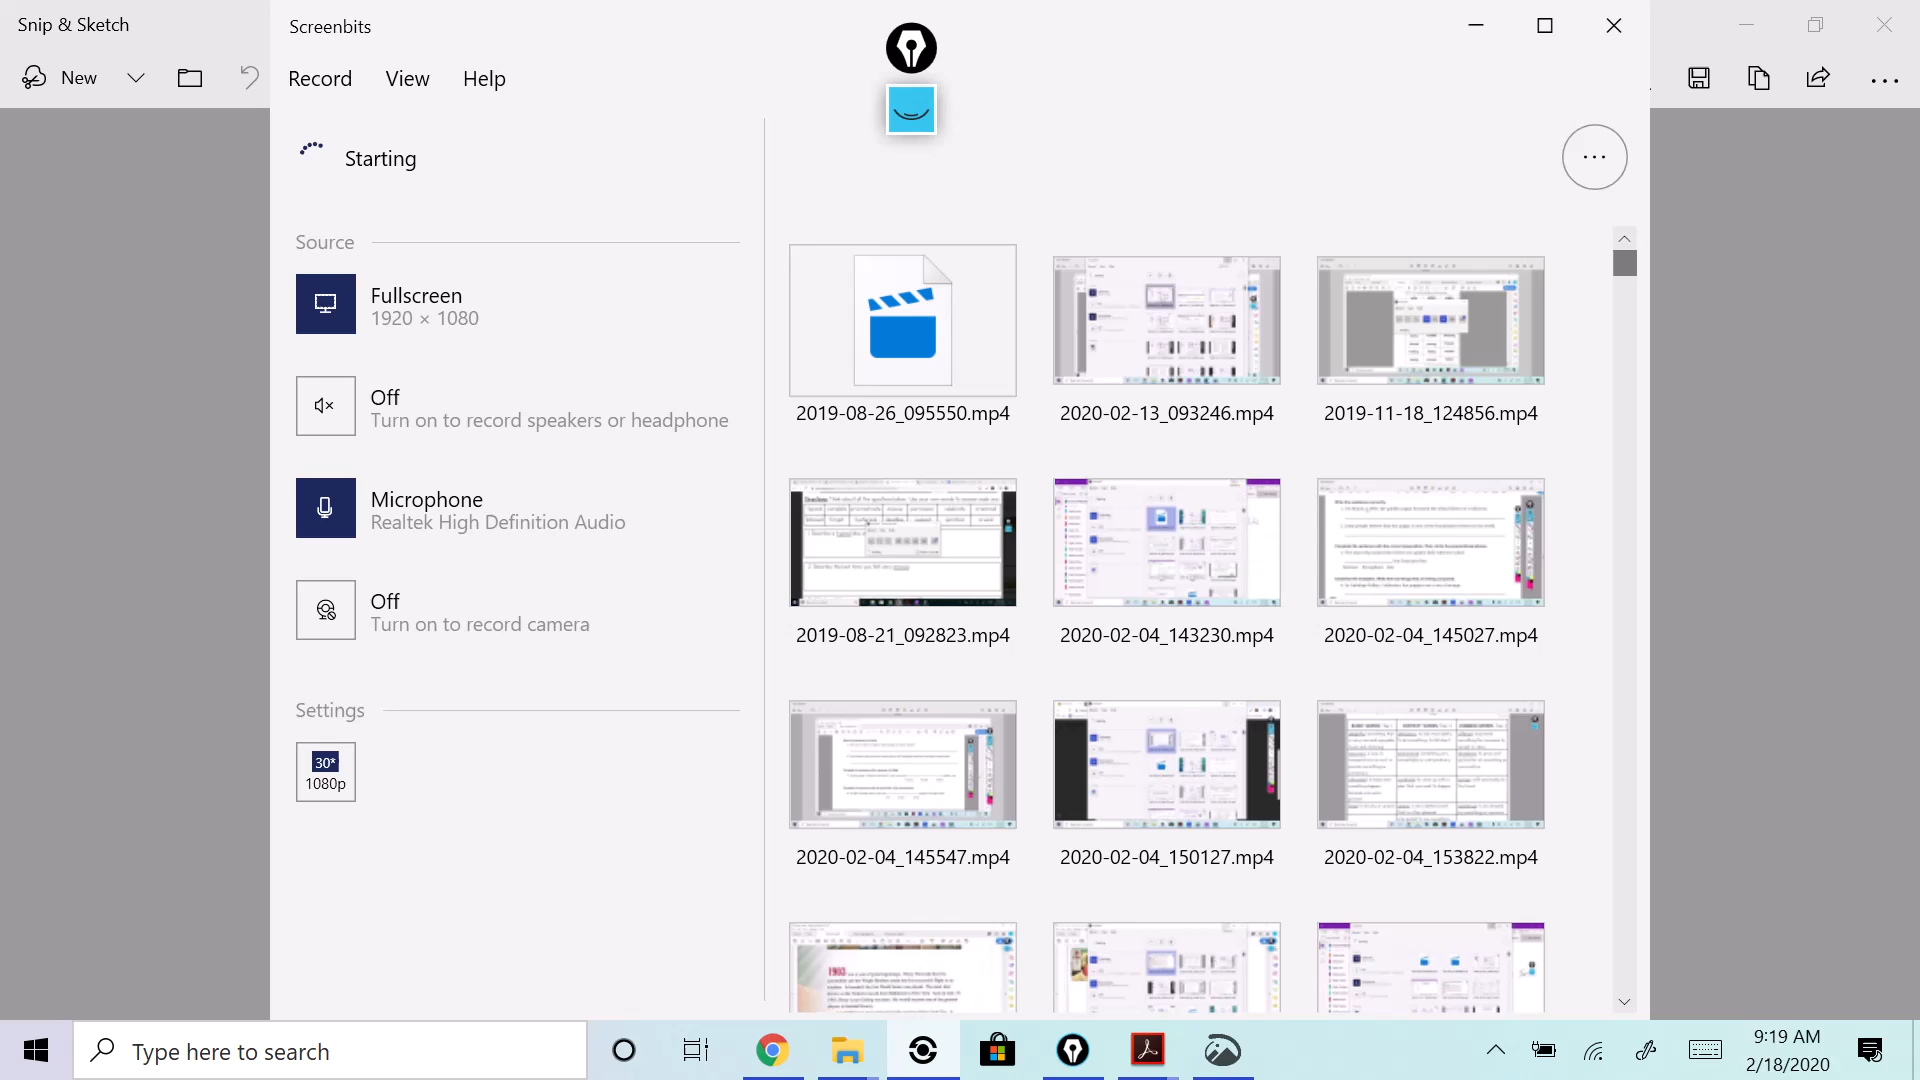 Snip & Sketch
Screenbits
New
Record View Help
Starting
Source
Fullscreen
1920 × 1080
Off
Turn on to record speakers or headphone
Microphone
Realtek High Definition Audio
Off
Turn on to record camera
Settings
30*
1080p
2019-08-26_095550.mp4
2020-02-13_093246.mp4
2019-11-18_124856.mp4
2019-08-21_092823.mp4
2020-02-04_143230.mp4
2020-02-04_145027.mp4
2020-02-04_145547.mp4
2020-02-04_150127.mp4
2020-02-04_153822.mp4
1903
Type here to search
9:19 AM
2/18/2020